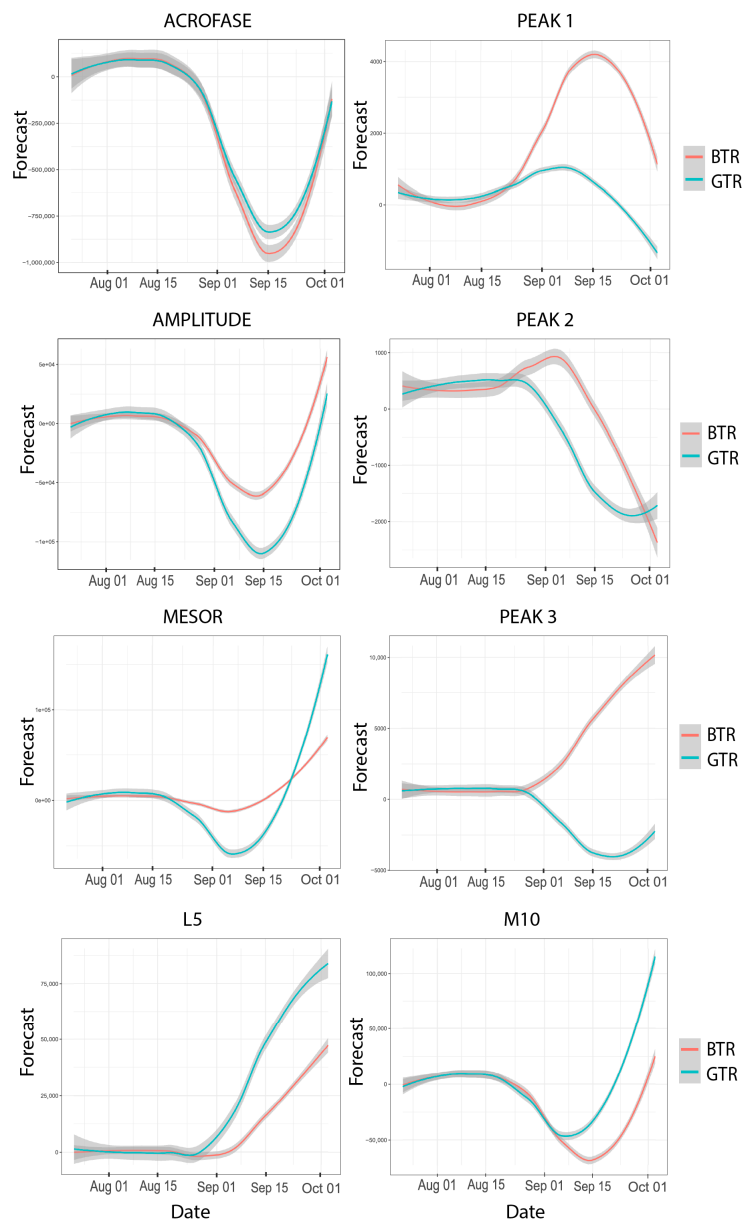 ACROFASE
PEAK 1
Forecast
0
−250,000
−500,000
−750,000
−1,000,000
Aug 01 Aug 15 Sep 01 Sep 15 Oct 01
Forecast
4000
2000
0
Aug 01 Aug 15 Sep 01 Sep 15 Oct 01
BTR
GTR
AMPLITUDE
PEAK 2
Forecast
5e+04
0e+00
−5e+04
−1e+05
Aug 01 Aug 15 Sep 01 Sep 15 Oct 01
Forecast
1000
0
−1000
−2000
Aug 01 Aug 15 Sep 01 Sep 15 Oct 01
BTR
GTR
MESOR
PEAK 3
Forecast
1e+05
0e+00
Aug 01 Aug 15 Sep 01 Sep 15 Oct 01
Forecast
10,000
5000
0
−5000
Aug 01 Aug 15 Sep 01 Sep 15 Oct 01
BTR
GTR
L5
M10
Forecast
75,000
50,000
25,000
0
Aug 01 Aug 15 Sep 01 Sep 15 Oct 01
Date
Forecast
100,000
50,000
0
−50,000
Aug 01 Aug 15 Sep 01 Sep 15 Oct 01
Date
BTR
GTR